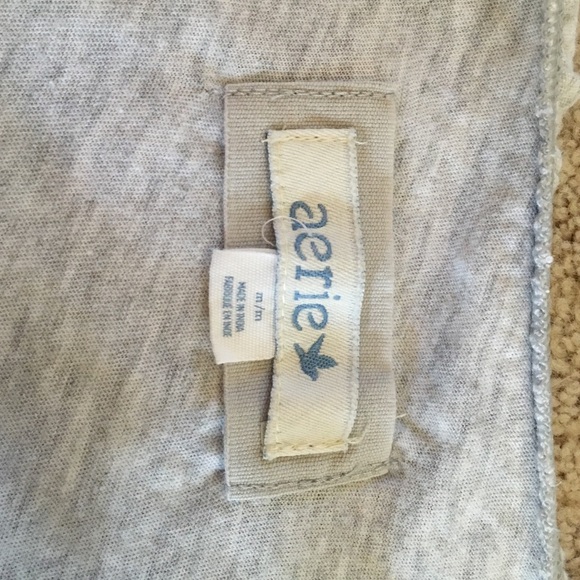 aerie
m/m
MADE IN INDIA
FABRIQUÉ EN INDE